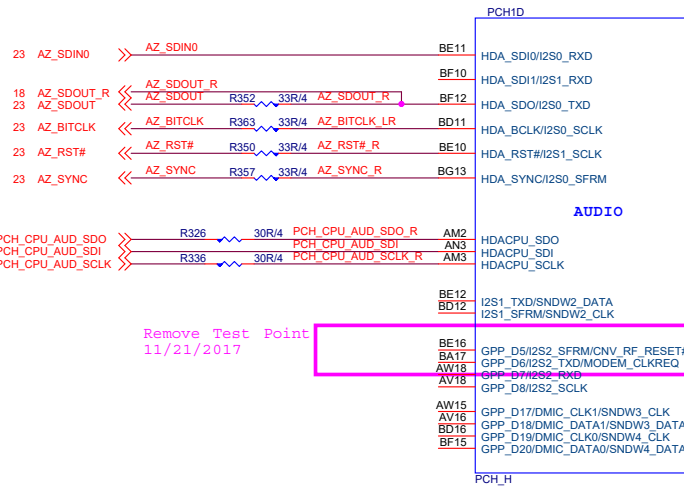 PCH1D
23 AZ_SDIN0 AZ_SDIN0 BE11 HDA_SDI0/I2S0_RXD
BF10 HDA_SDI1/I2S1_RXD
18 AZ_SDOUT_R AZ_SDOUT_R
23 AZ_SDOUT AZ_SDOUT R352 33R/4 AZ_SDOUT_R BF12 HDA_SDO/I2S0_TXD
23 AZ_BITCLK AZ_BITCLK R363 33R/4 AZ_BITCLK_LR BD11 HDA_BCLK/I2S0_SCLK
23 AZ_RST# AZ_RST# R350 33R/4 AZ_RST#_R BE10 HDA_RST#/I2S1_SCLK
23 AZ_SYNC AZ_SYNC R357 33R/4 AZ_SYNC_R BG13 HDA_SYNC/I2S0_SFRM
AUDIO
PCH_CPU_AUD_SDO R326 30R/4 PCH_CPU_AUD_SDO_R AM2 HDACPU_SDO
PCH_CPU_AUD_SDI PCH_CPU_AUD_SDI AN3 HDACPU_SDI
PCH_CPU_AUD_SCLK R336 30R/4 PCH_CPU_AUD_SCLK_R AM3 HDACPU_SCLK
BE12 I2S1_TXD/SNDW2_DATA
BD12 I2S1_SFRM/SNDW2_CLK
Remove Test Point
11/21/2017
BE16 GPP_D5/I2S2_SFRM/CNV_RF_RESET#
BA17 GPP_D6/I2S2_TXD/MODEM_CLKREQ
AW18 GPP_D7/I2S2_RXD
AV18 GPP_D8/I2S2_SCLK
AW15 GPP_D17/DMIC_CLK1/SNDW3_CLK
AV16 GPP_D18/DMIC_DATA1/SNDW3_DATA
BD16 GPP_D19/DMIC_CLK0/SNDW4_CLK
BF15 GPP_D20/DMIC_DATA0/SNDW4_DATA
PCH_H